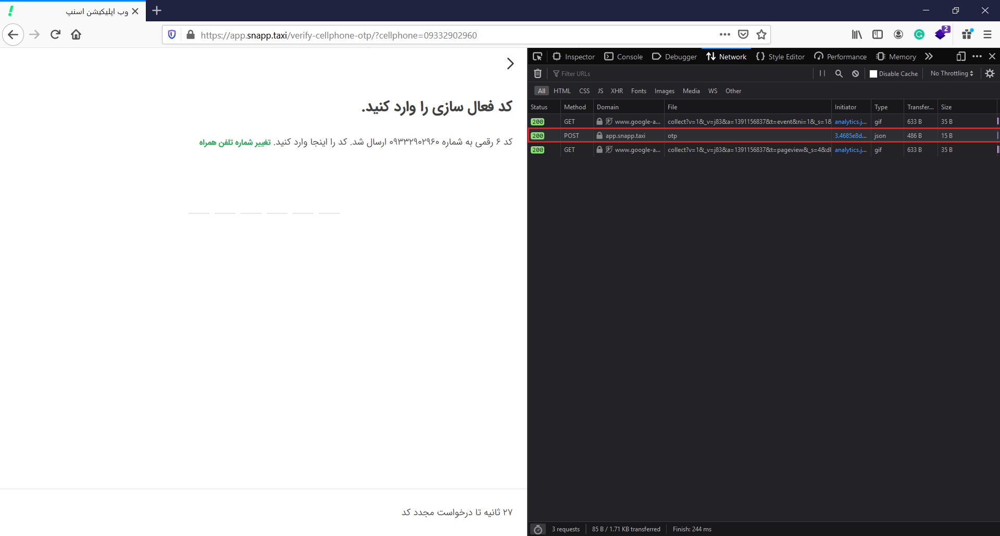 وب اپلیکیشن اسنپ
https://app.snapp.taxi/verify-cellphone-otp/?cellphone=09332902960
2
کد فعال سازی را وارد کنید.
کد ۶ رقمی به شماره ۰۹۳۳۲۹۰۲۹۶۰ ارسال شد. کد را اینجا وارد کنید. تغییر شماره تلفن همراه
۲۷ ثانیه تا درخواست مجدد کد
Inspector Console Debugger Network Style Editor Performance Memory
Filter URLs Disable Cache No Throttling
All HTML CSS JS XHR Fonts Images Media WS Other
Status Method Domain File Initiator Type Transfer... Size
200 GET www.google-a... collect?v=1&_v=j83&a=1391156837&t=event&ni=1&_s=1& analytics.j... gif 633 B 35 B
200 POST app.snapp.taxi otp 3.4685e8d... json 486 B 15 B
200 GET www.google-a... collect?v=1&_v=j83&a=1391156837&t=pageview&_s=4&dl analytics.j... gif 633 B 35 B
3 requests 85 B / 1.71 KB transferred Finish: 244 ms